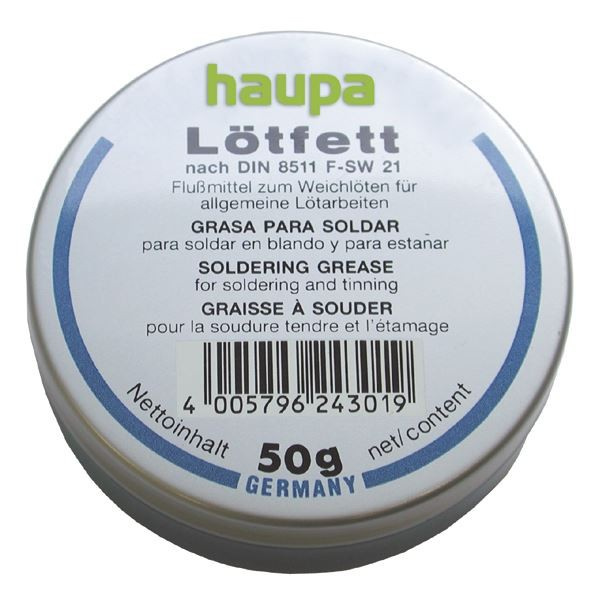 haupa
Lötfett
nach DIN 8511 F-SW 21
Flußmittel zum Weichlöten für
allgemeine Lötarbeiten
GRASA PARA SOLDAR
para soldar en blando y para estañar
SOLDERING GREASE
for soldering and tinning
GRAISSE À SOUDER
pour la soudure tendre et l'étamage
4 005796 243019
Nettoinhalt 50g net/content
GERMANY